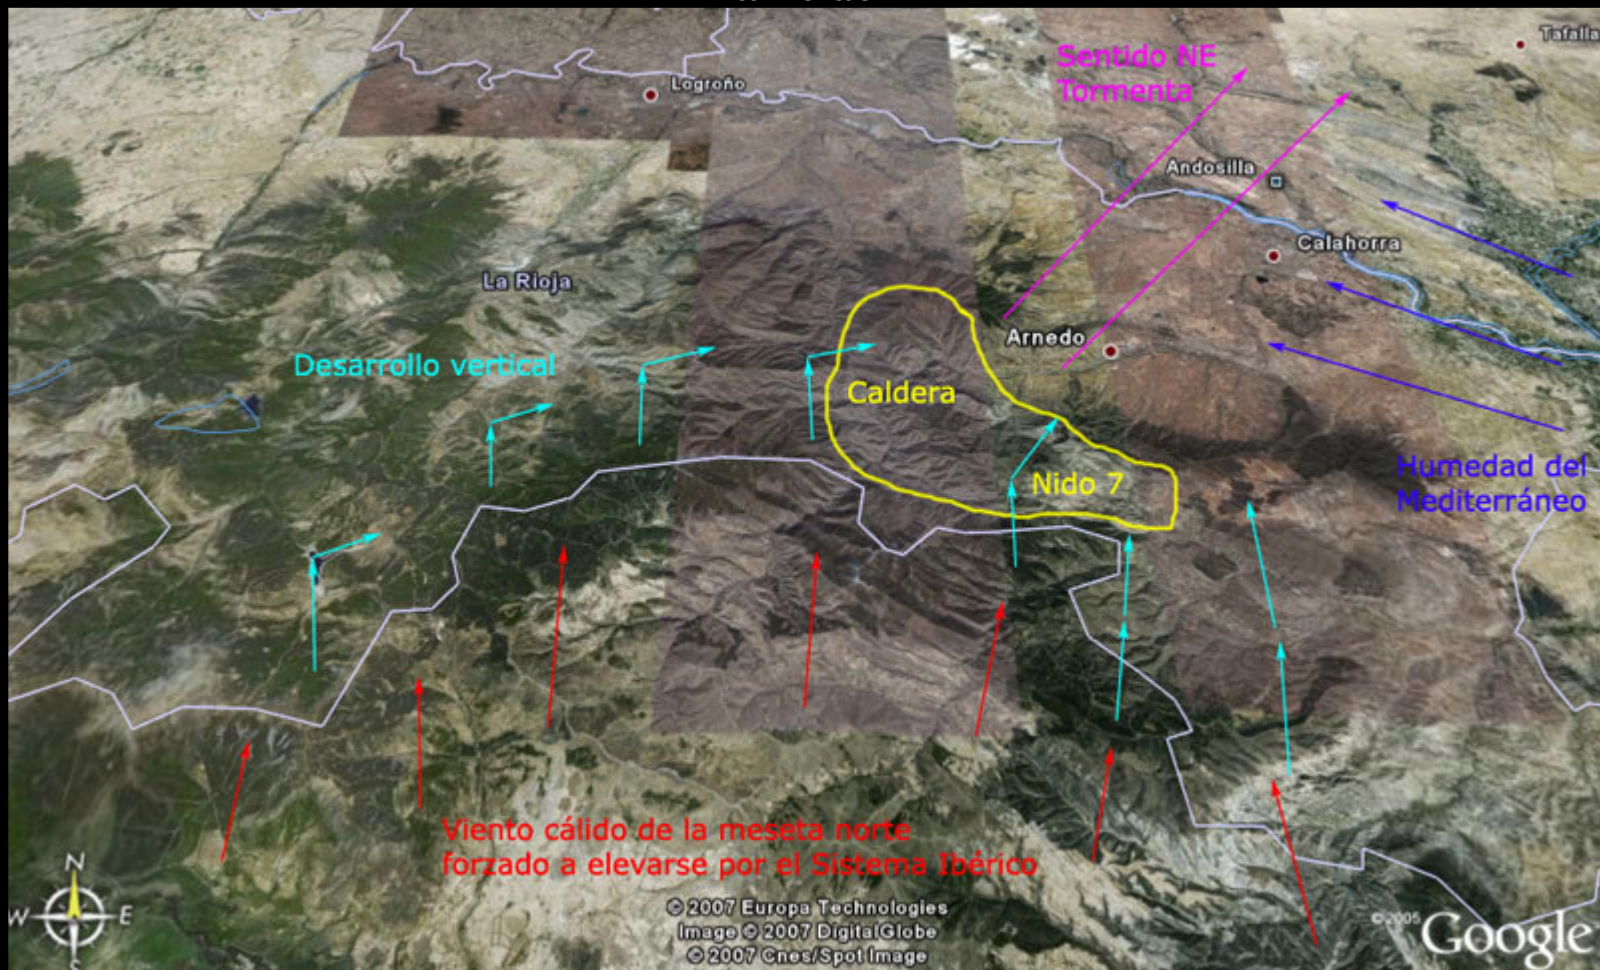 Tafalla
Sentido NE
Tormenta
Logroño
Andosilla
Calahorra
La Rioja
Arnedo
Desarrollo vertical
Caldera
Nido 7
Humedad del
Mediterráneo
Viento cálido de la meseta norte
forzado a elevarse por el Sistema Ibérico
N
W
E
S
© 2007 Europa Technologies
Image © 2007 DigitalGlobe
© 2007 Cnes/Spot Image
©2005 Google